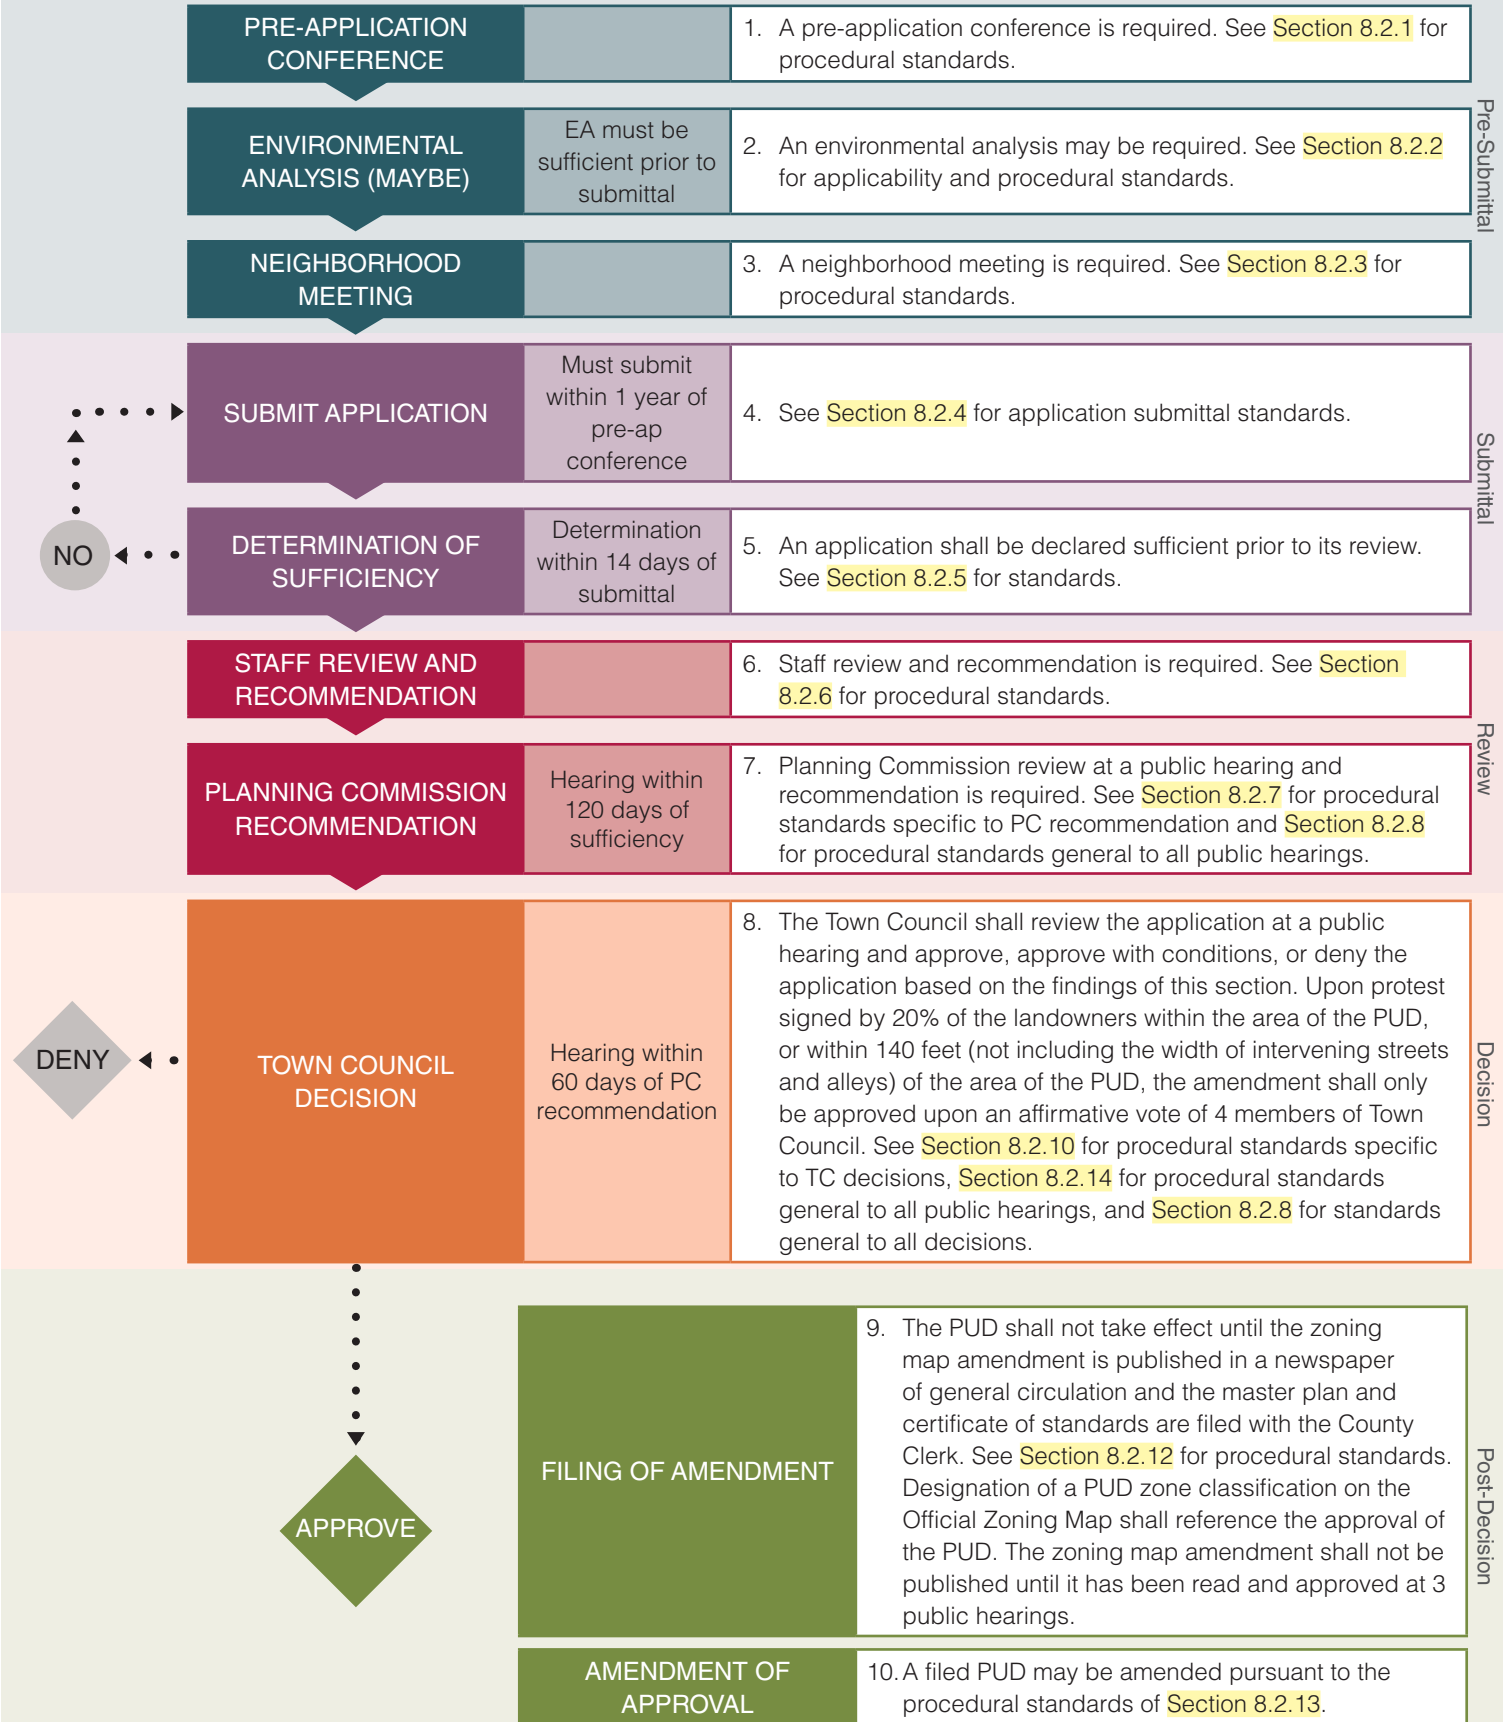 PRE-APPLICATION
CONFERENCE
1. A pre-application conference is required. See Section 8.2.1 for
procedural standards.
Pre-Submittal
ENVIRONMENTAL
ANALYSIS (MAYBE)
EA must be
sufficient prior to
submittal
2. An environmental analysis may be required. See Section 8.2.2
for applicability and procedural standards.
NEIGHBORHOOD
MEETING
3. A neighborhood meeting is required. See Section 8.2.3 for
procedural standards.
SUBMIT APPLICATION
Must submit
within 1 year of
pre-ap
conference
4. See Section 8.2.4 for application submittal standards.
Submittal
NO
DETERMINATION OF
SUFFICIENCY
Determination
within 14 days of
submittal
5. An application shall be declared sufficient prior to its review.
See Section 8.2.5 for standards.
STAFF REVIEW AND
RECOMMENDATION
6. Staff review and recommendation is required. See Section
8.2.6 for procedural standards.
Review
PLANNING COMMISSION
RECOMMENDATION
Hearing within
120 days of
sufficiency
7. Planning Commission review at a public hearing and
recommendation is required. See Section 8.2.7 for procedural
standards specific to PC recommendation and Section 8.2.8
for procedural standards general to all public hearings.
DENY
TOWN COUNCIL
DECISION
Hearing within
60 days of PC
recommendation
8. The Town Council shall review the application at a public
hearing and approve, approve with conditions, or deny the
application based on the findings of this section. Upon protest
signed by 20% of the landowners within the area of the PUD,
or within 140 feet (not including the width of intervening streets
and alleys) of the area of the PUD, the amendment shall only
be approved upon an affirmative vote of 4 members of Town
Council. See Section 8.2.10 for procedural standards specific
to TC decisions, Section 8.2.14 for procedural standards
general to all public hearings, and Section 8.2.8 for standards
general to all decisions.
Decision
APPROVE
FILING OF AMENDMENT
9. The PUD shall not take effect until the zoning
map amendment is published in a newspaper
of general circulation and the master plan and
certificate of standards are filed with the County
Clerk. See Section 8.2.12 for procedural standards.
Designation of a PUD zone classification on the
Official Zoning Map shall reference the approval of
the PUD. The zoning map amendment shall not be
published until it has been read and approved at 3
public hearings.
Post-Decision
AMENDMENT OF
APPROVAL
10. A filed PUD may be amended pursuant to the
procedural standards of Section 8.2.13.